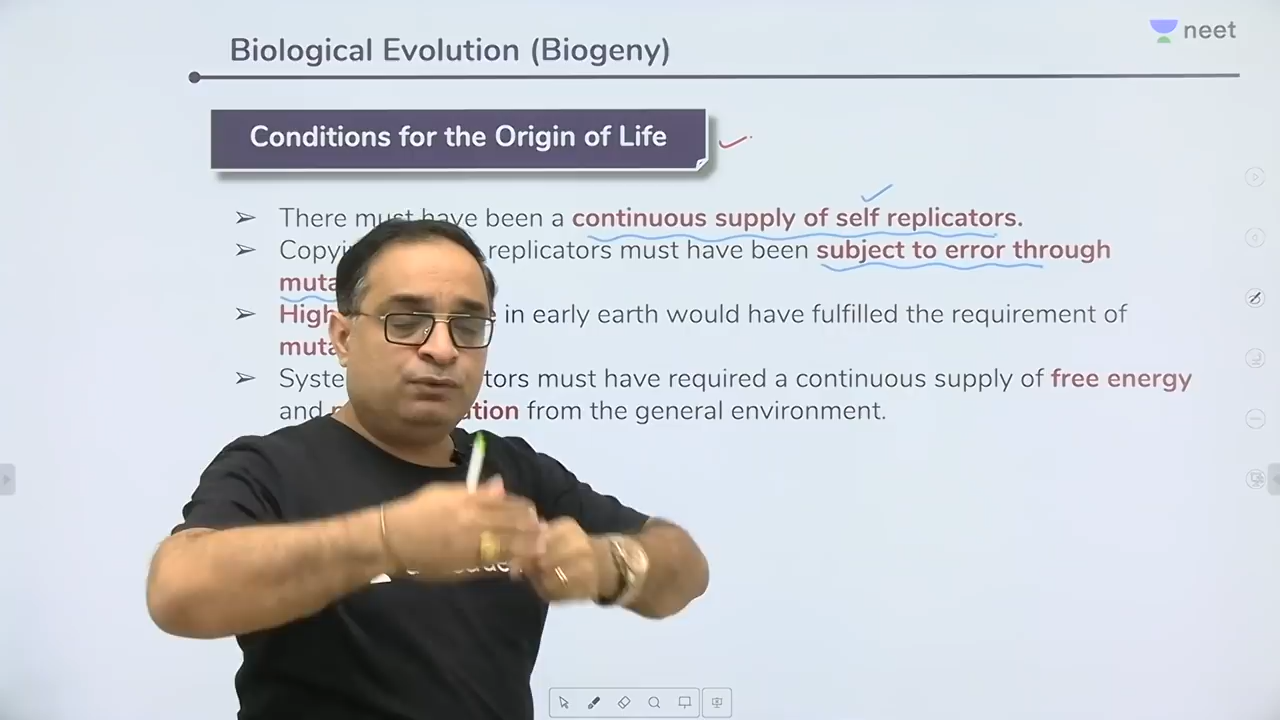 neet
Biological Evolution (Biogeny)
Conditions for the Origin of Life
➢ There must have been a continuous supply of self replicators.
➢ replicators must have been subject to error through
➢ High in early earth would have fulfilled the requirement of
➢ must have required a continuous supply of free energy
and from the general environment.